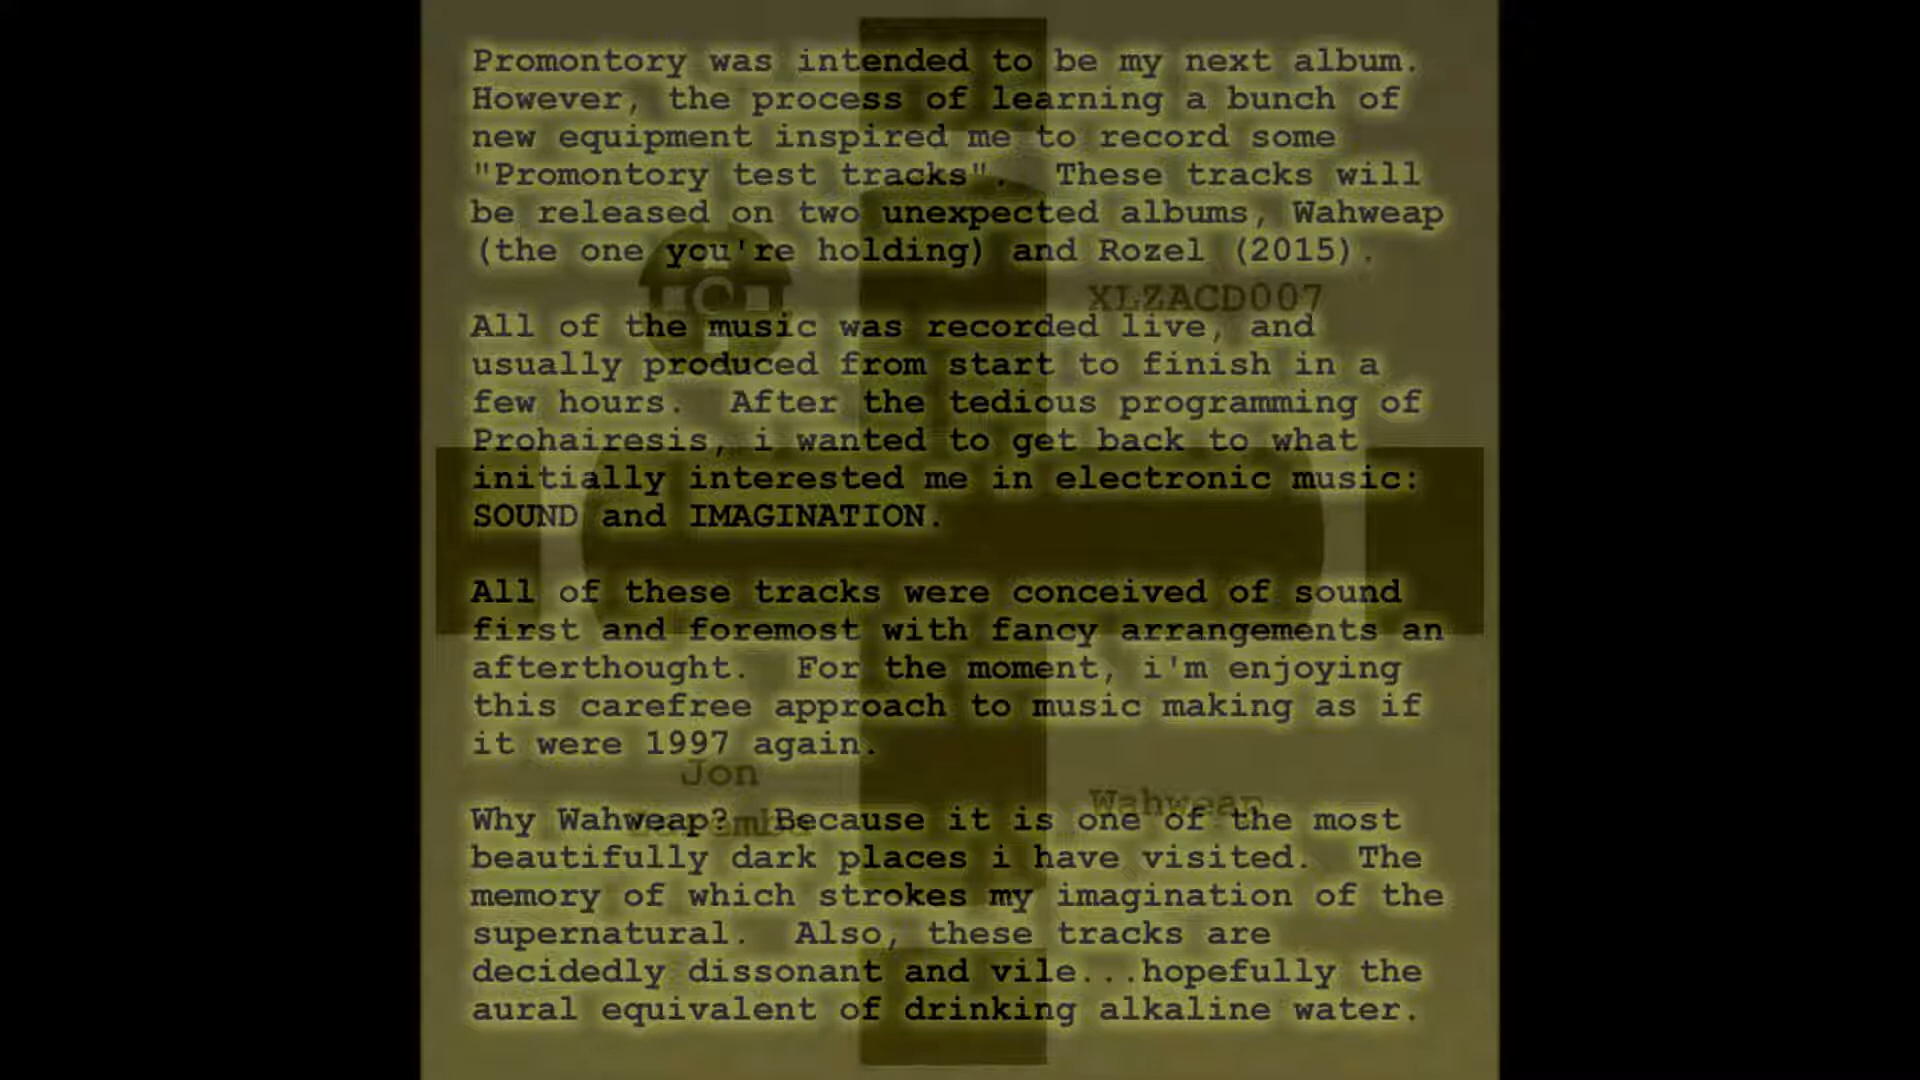 Promontory was intended to be my next album.
However, the process of learning a bunch of
new equipment inspired me to record some
"Promontory test tracks".  These tracks will
be released on two unexpected albums, Wahweap
(the one you're holding) and Rozel (2015).
XLZACD007
All of the music was recorded live, and
usually produced from start to finish in a
few hours.  After the tedious programming of
Prohairesis, i wanted to get back to what
initially interested me in electronic music:
SOUND and IMAGINATION.
All of these tracks were conceived of sound
first and foremost with fancy arrangements an
afterthought.  For the moment, i'm enjoying
this carefree approach to music making as if
it were 1997 again.
Jon
Wahweap
Why Wahweap?  Because it is one of the most
beautifully dark places i have visited.  The
memory of which strokes my imagination of the
supernatural.  Also, these tracks are
decidedly dissonant and vile...hopefully the
aural equivalent of drinking alkaline water.